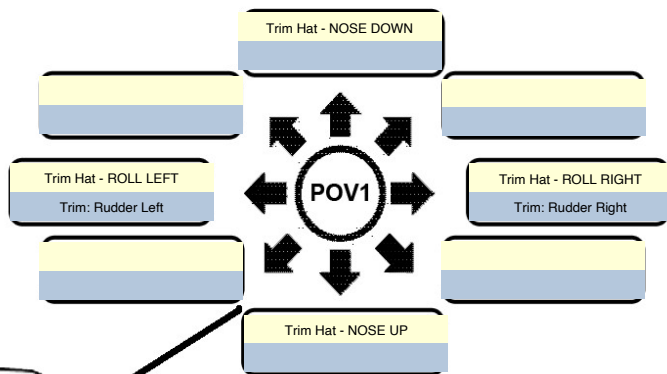 Trim Hat - NOSE DOWN
Trim Hat - ROLL LEFT
Trim: Rudder Left
POV1
Trim Hat - ROLL RIGHT
Trim: Rudder Right
Trim Hat - NOSE UP